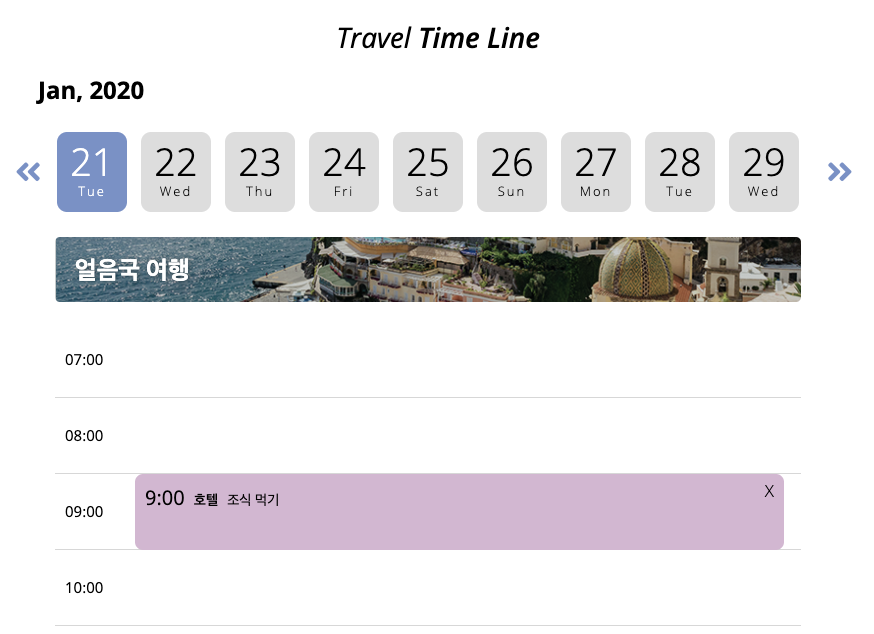 Travel Time Line
Jan, 2020
21 22 23 24 25 26 27 28 29
Tue Wed Thu Fri Sat Sun Mon Tue Wed
얼음국 여행
07:00
08:00
9:00 호텔 조식 먹기 X
09:00
10:00